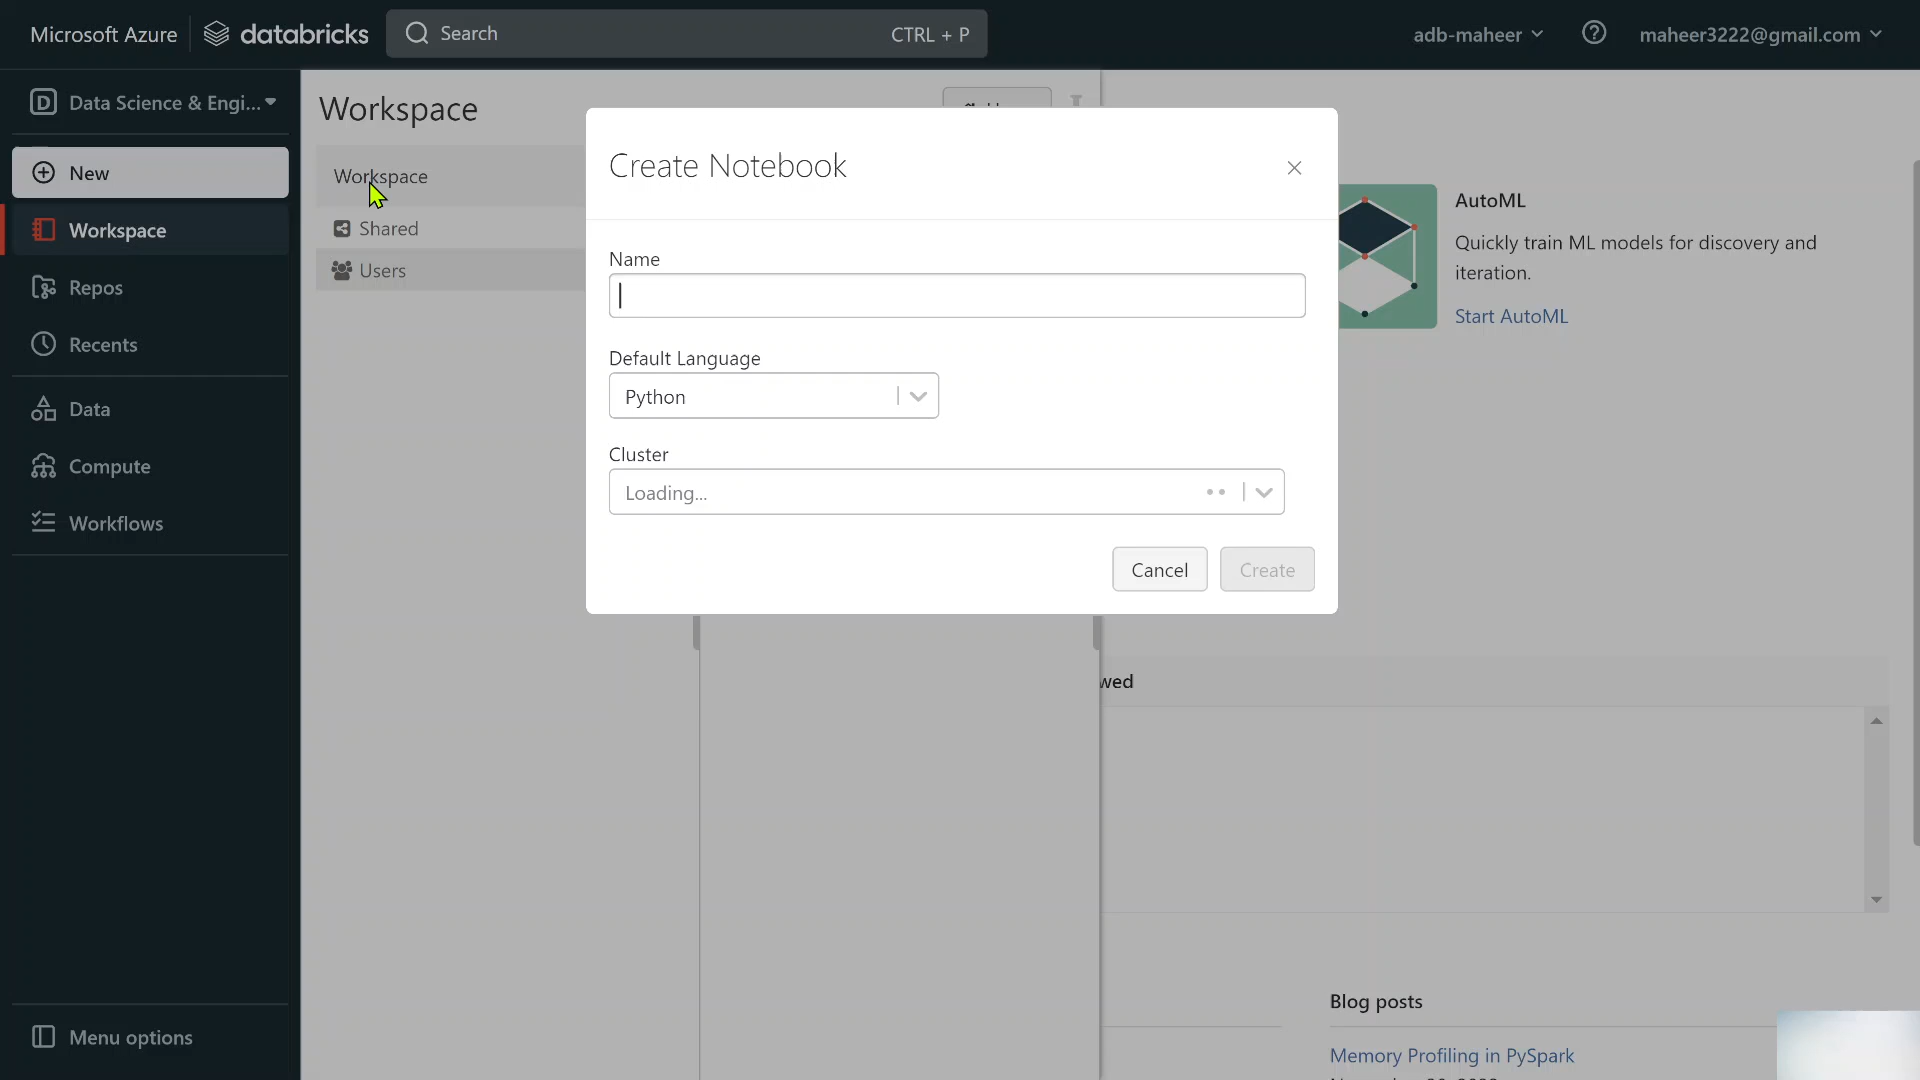 Microsoft Azure
databricks
Search
CTRL + P
adb-maheer
maheer3222@gmail.com
Data Science & Engi...
New
Workspace
Repos
Recents
Data
Compute
Workflows
Menu options
Workspace
Workspace
Shared
Users
Create Notebook
Name
Default Language
Python
Cluster
Loading...
Cancel
Create
AutoML
Quickly train ML models for discovery and
iteration.
Start AutoML
wed
Blog posts
Memory Profiling in PySpark